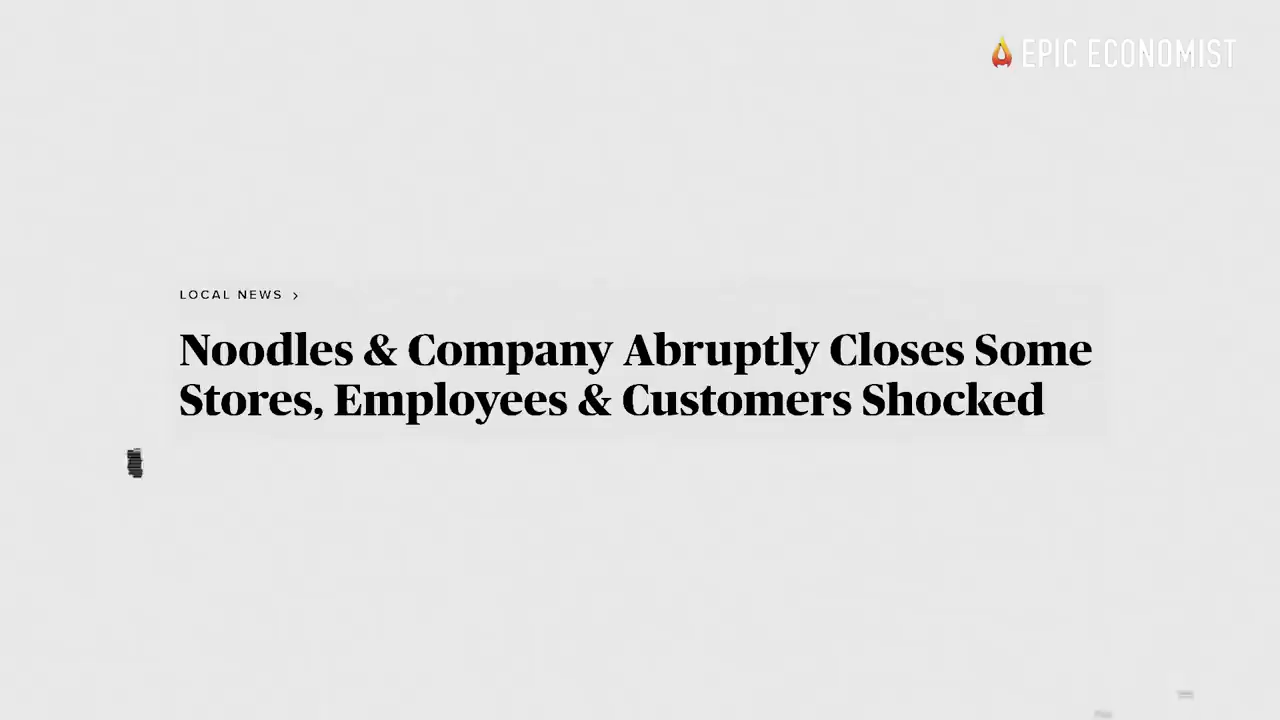 EPIC ECONOMIST
LOCAL NEWS >
Noodles & Company Abruptly Closes Some
Stores, Employees & Customers Shocked